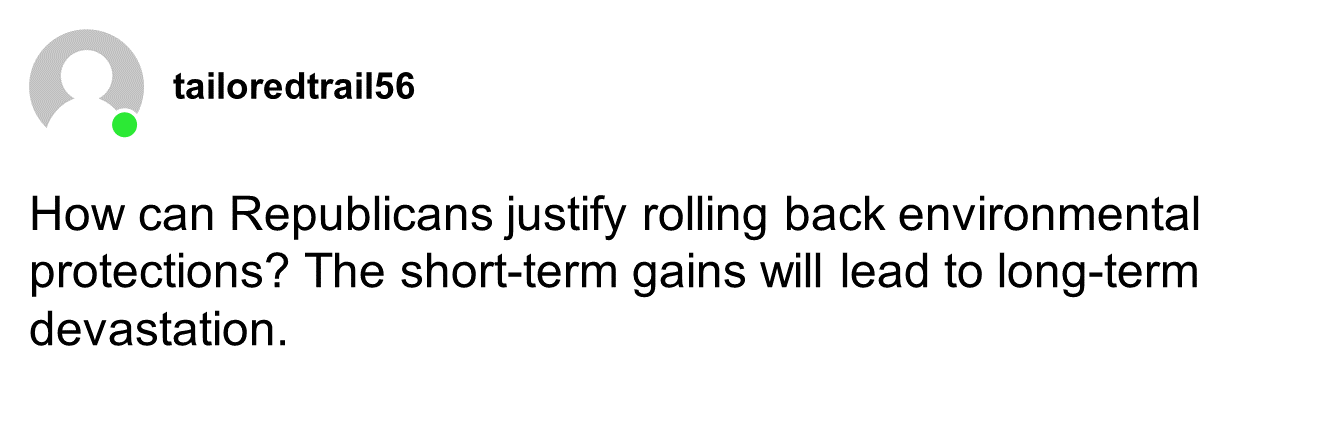 tailoredtrail56
How can Republicans justify rolling back environmental
protections? The short-term gains will lead to long-term
devastation.